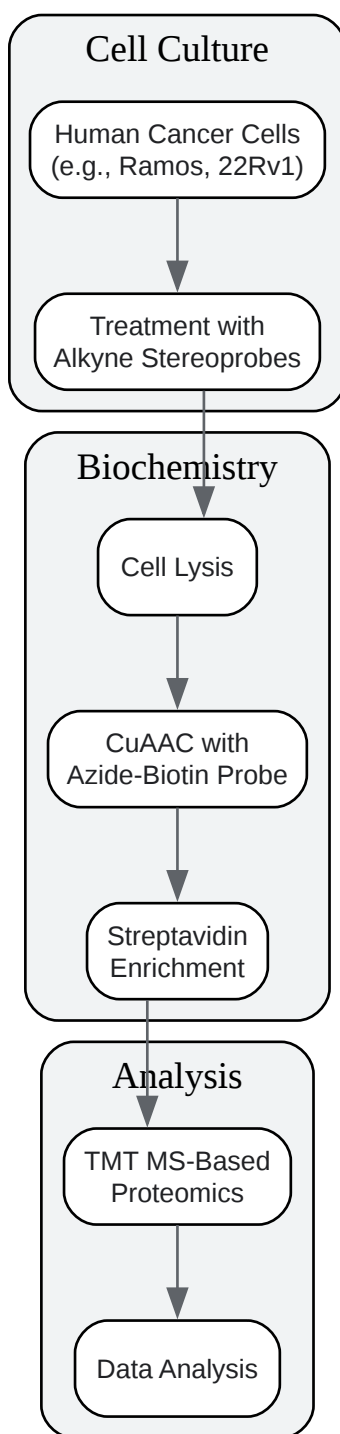 Cell Culture
Human Cancer Cells
(e.g., Ramos, 22Rv1)
Treatment with
Alkyne Stereoprobes
Biochemistry
Cell Lysis
CuAAC with
Azide-Biotin Probe
Streptavidin
Enrichment
Analysis
TMT MS-Based
Proteomics
Data Analysis